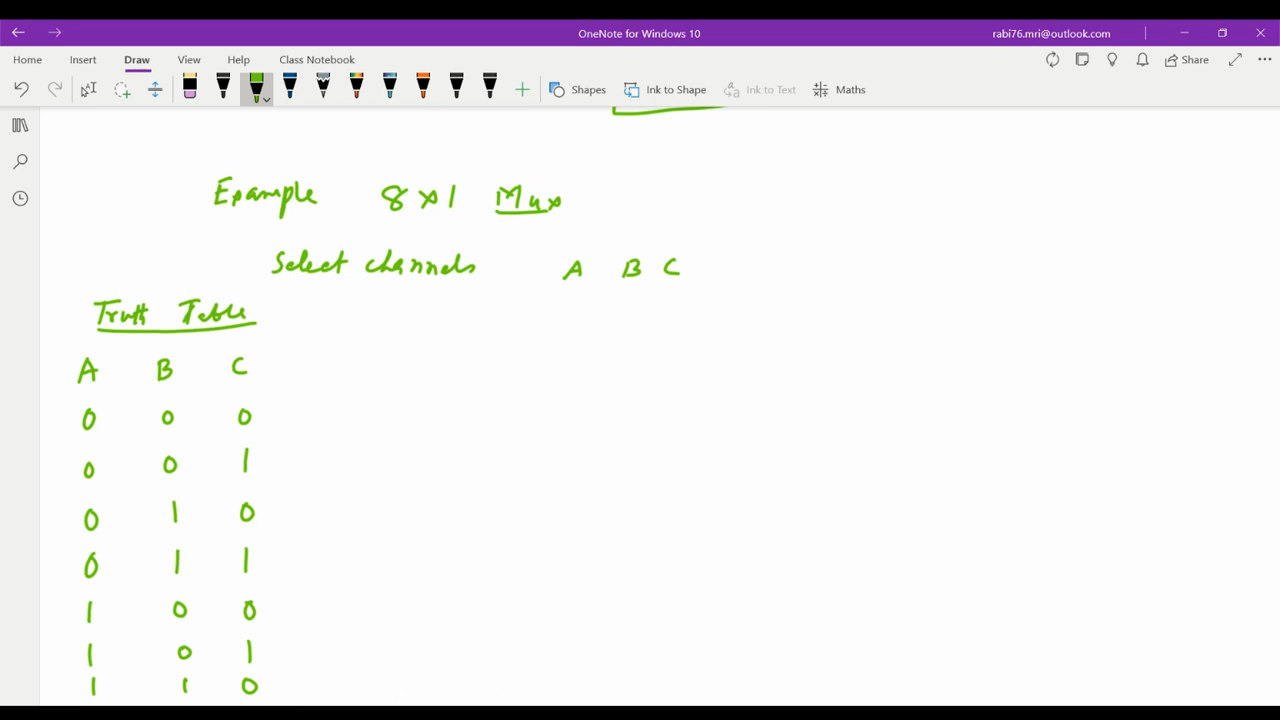 OneNote for Windows 10
rabi76.mri@outlook.com
Home Insert Draw View Help Class Notebook
Share
Shapes Ink to Shape Ink to Text Maths
Example 8x1 Mux
Select channels A B C
Truth Table
A B C
0 0 0
0 0 1
0 1 0
0 1 1
1 0 0
1 0 1
1 1 0